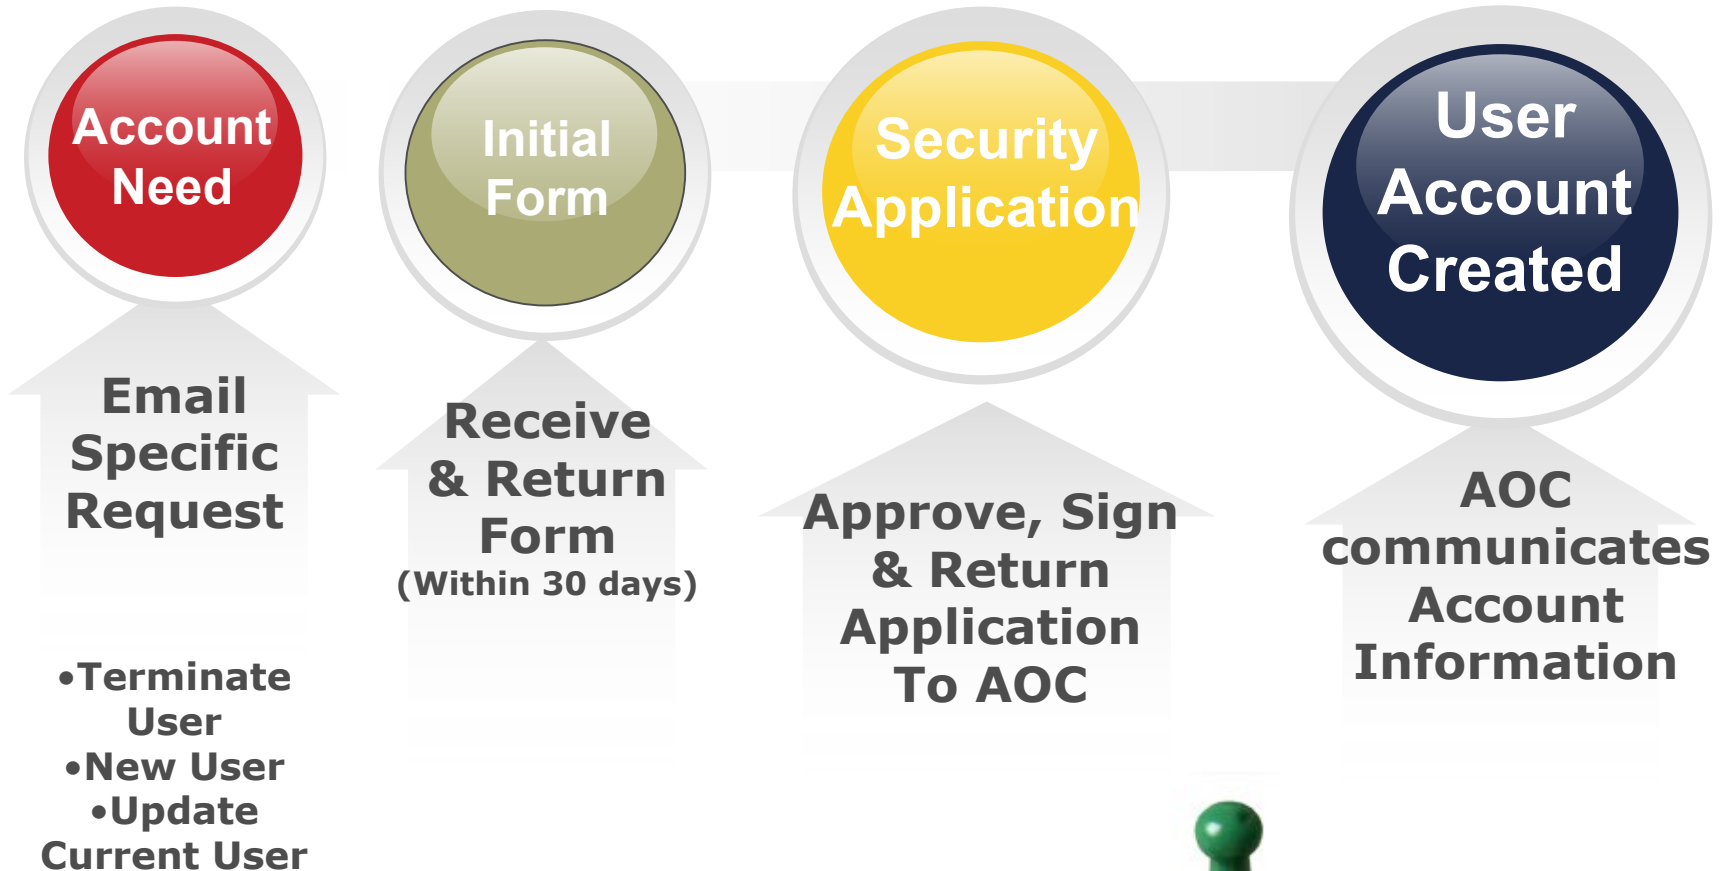 Account
Need
Initial
Form
Security
Application
User
Account
Created
Email
Specific
Request
•Terminate
User
•New User
•Update
Current User
Receive
& Return
Form
(Within 30 days)
Approve, Sign
& Return
Application
To AOC
AOC
communicates
Account
Information